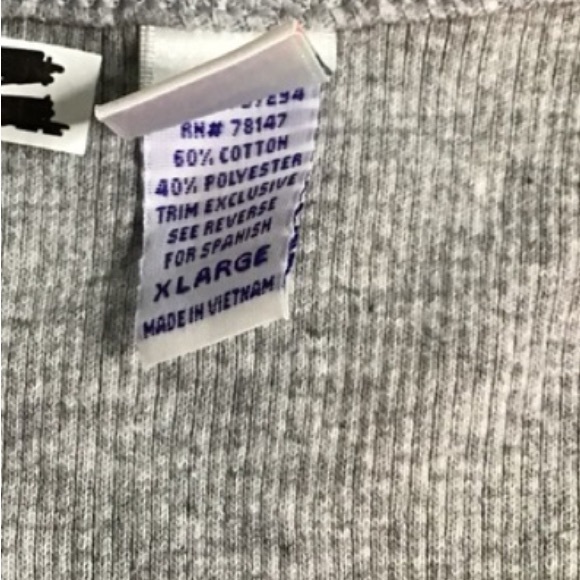 RN# 78147
60% COTTON
40% POLYESTER
TRIM EXCLUSIVE
SEE REVERSE
FOR SPANISH
XLARGE
MADE IN VIETNAM